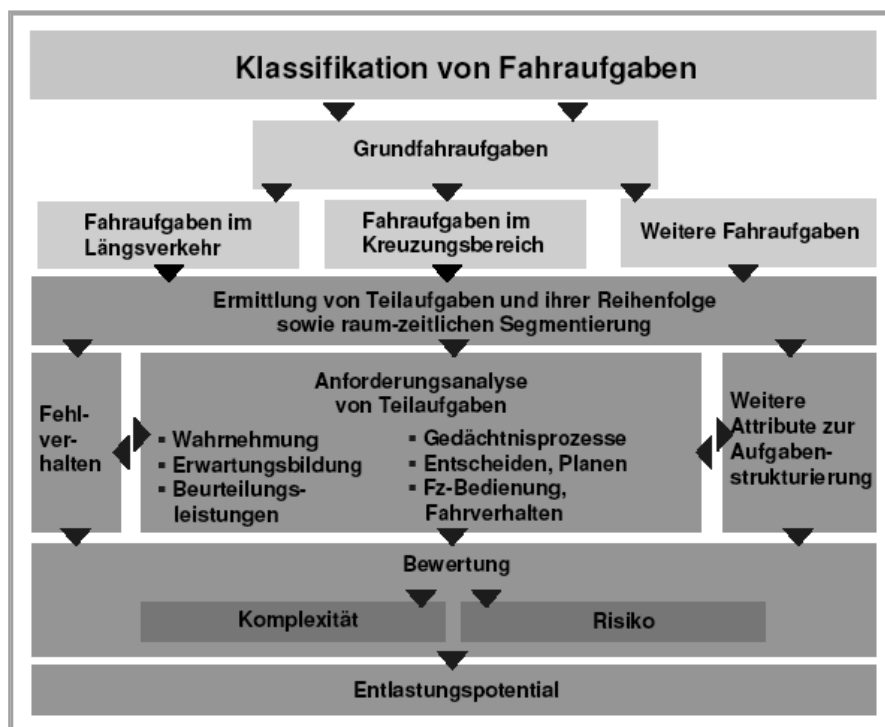 Klassifikation von Fahraufgaben
Grundfahraufgaben
Fahraufgaben im
Längsverkehr
Fahraufgaben im
Kreuzungsbereich
Weitere Fahraufgaben
Ermittlung von Teilaufgaben und ihrer Reihenfolge
sowie raum-zeitlichen Segmentierung
Fehl-
ver-
halten
Anforderungsanalyse
von Teilaufgaben
▪ Wahrnehmung
▪ Erwartungsbildung
▪ Beurteilungs-
leistungen
▪ Gedächtnisprozesse
▪ Entscheiden, Planen
▪ Fz-Bedienung,
Fahrverhalten
Weitere
Attribute zur
Aufgaben-
strukturierung
Bewertung
Komplexität
Risiko
Entlastungspotential